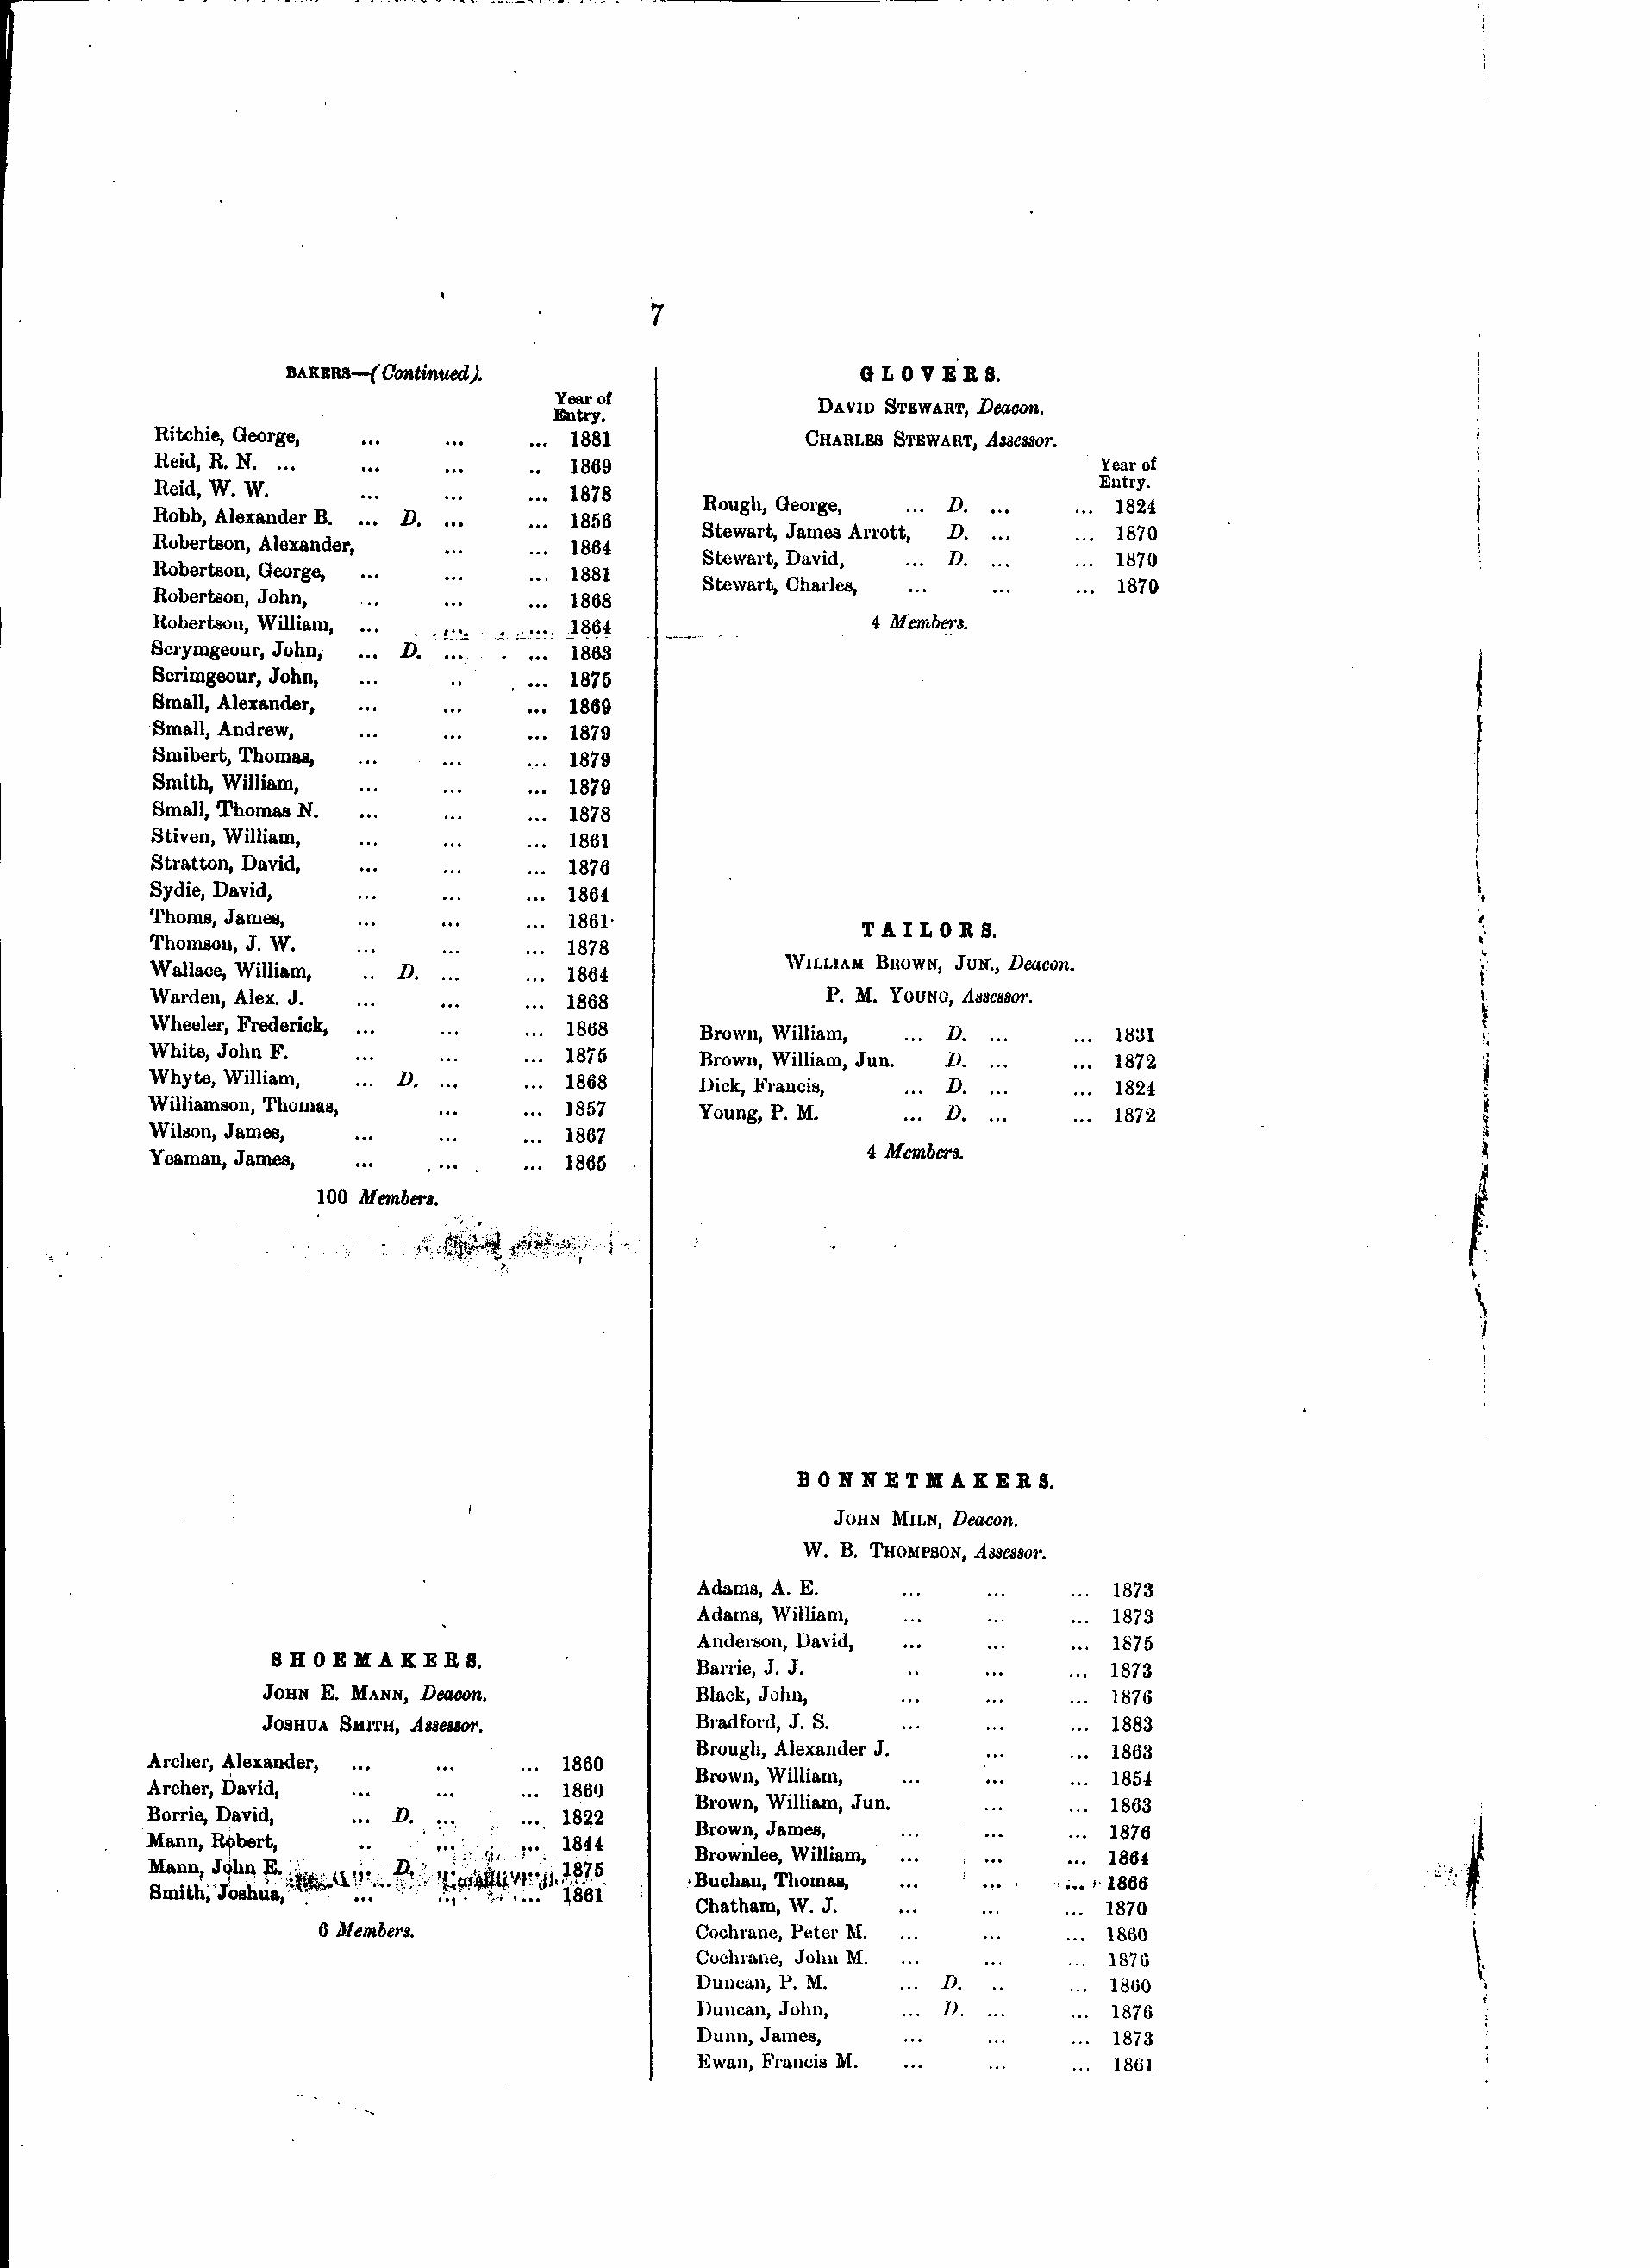 7
BAKERS—(Continued).
Year of
Entry.
Ritchie, George, ... ... ... 1881
Reid, R. N. ... ... ... .. 1869
Reid, W. W. ... ... ... 1878
Robb, Alexander B. ... D. ... ... 1856
Robertson, Alexander, ... ... 1864
Robertson, George, ... ... ... 1881
Robertson, John, ... ... ... 1868
Robertson, William, ... ... ... 1864
Scrymgeour, John, ... D. ... ... 1863
Scrimgeour, John, ... .. ... 1875
Small, Alexander, ... ... ... 1869
Small, Andrew, ... ... ... 1879
Smibert, Thomas, ... ... ... 1879
Smith, William, ... ... ... 1879
Small, Thomas N. ... ... ... 1878
Stiven, William, ... ... ... 1861
Stratton, David, ... ... ... 1876
Sydie, David, ... ... ... 1864
Thoms, James, ... ... ... 1861
Thomson, J. W. ... ... ... 1878
Wallace, William, .. D. ... ... 1864
Warden, Alex. J. ... ... ... 1868
Wheeler, Frederick, ... ... ... 1868
White, John F. ... ... ... 1875
Whyte, William, ... D. ... ... 1868
Williamson, Thomas, ... ... 1857
Wilson, James, ... ... ... 1867
Yeaman, James, ... ... ... 1865
100 Members.
SHOEMAKERS.
JOHN E. MANN, Deacon.
JOSHUA SMITH, Assessor.
Archer, Alexander, ... ... ... 1860
Archer, David, ... ... ... 1860
Borrie, David, ... D. ... ... 1822
Mann, Robert, .. ... ... 1844
Mann, John E. ... D. ... ... 1875
Smith, Joshua, ... ... ... 1861
6 Members.
GLOVERS.
DAVID STEWART, Deacon.
CHARLES STEWART, Assessor.
Year of
Entry.
Rough, George, ... D. ... ... 1824
Stewart, James Arrott, D. ... ... 1870
Stewart, David, ... D. ... ... 1870
Stewart, Charles, ... ... ... 1870
4 Members.
TAILORS.
WILLIAM BROWN, JUN., Deacon.
P. M. YOUNG, Assessor.
Brown, William, ... D. ... ... 1831
Brown, William, Jun. D. ... ... 1872
Dick, Francis, ... D. ... ... 1824
Young, P. M. ... D. ... ... 1872
4 Members.
BONNETMAKERS.
JOHN MILN, Deacon.
W. B. THOMPSON, Assessor.
Adams, A. E. ... ... ... 1873
Adams, William, ... ... ... 1873
Anderson, David, ... ... ... 1875
Barrie, J. J. .. ... ... 1873
Black, John, ... ... ... 1876
Bradford, J. S. ... ... ... 1883
Brough, Alexander J. ... ... 1863
Brown, William, ... ... ... 1854
Brown, William, Jun. ... ... 1863
Brown, James, ... ... ... 1876
Brownlee, William, ... ... ... 1864
Buchan, Thomas, ... ... ... 1866
Chatham, W. J. ... ... ... 1870
Cochrane, Peter M. ... ... ... 1860
Cochrane, John M. ... ... ... 1876
Duncan, P. M. ... D. .. ... 1860
Duncan, John, ... D. ... ... 1876
Dunn, James, ... ... ... 1873
Ewan, Francis M. ... ... ... 1861